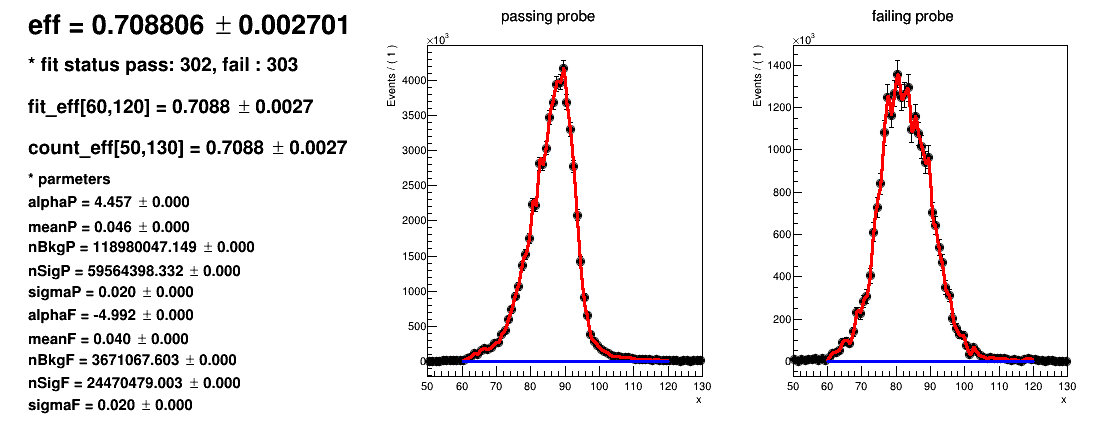 eff = 0.708806 ± 0.002701
* fit status pass: 302, fail : 303
fit_eff[60,120] = 0.7088 ± 0.0027
count_eff[50,130] = 0.7088 ± 0.0027
* parmeters
alphaP = 4.457 ± 0.000
meanP = 0.046 ± 0.000
nBkgP = 118980047.149 ± 0.000
nSigP = 59564398.332 ± 0.000
sigmaP = 0.020 ± 0.000
alphaF = -4.992 ± 0.000
meanF = 0.040 ± 0.000
nBkgF = 3671067.603 ± 0.000
nSigF = 24470479.003 ± 0.000
sigmaF = 0.020 ± 0.000
passing probe
×10³
Events / ( 1 )
4000
3500
3000
2500
2000
1500
1000
500
0
50 60 70 80 90 100 110 120 130
x
failing probe
×10³
Events / ( 1 )
1400
1200
1000
800
600
400
200
0
50 60 70 80 90 100 110 120 130
x